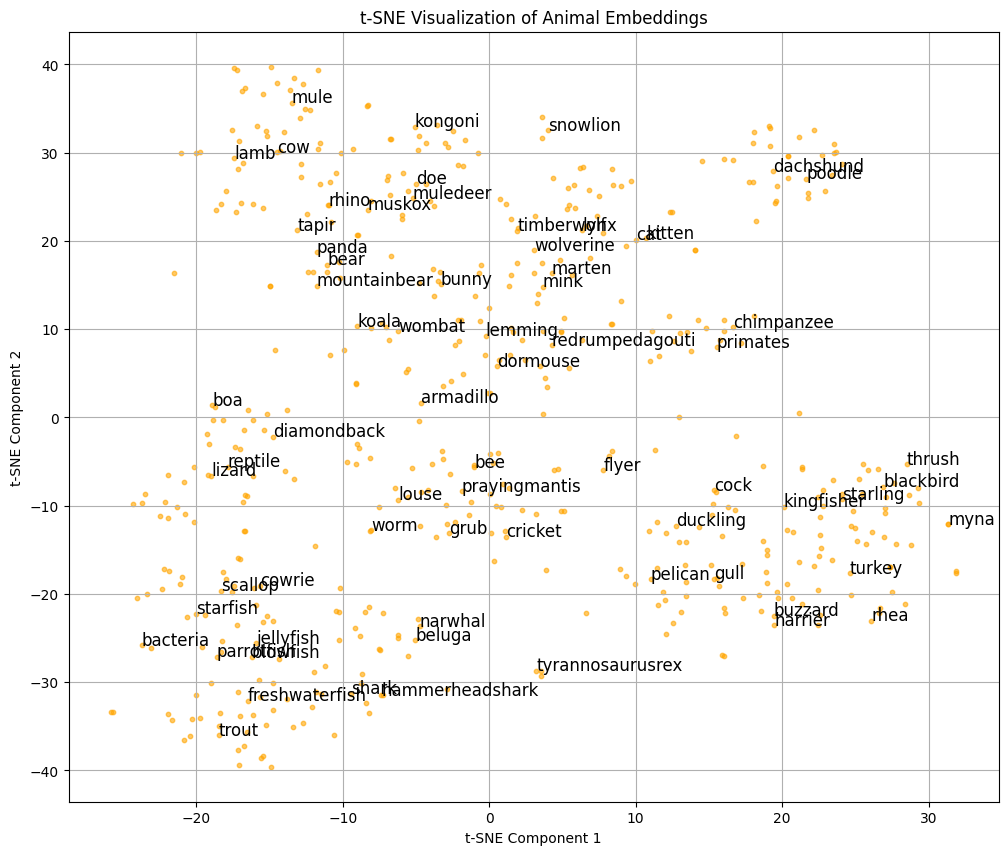 t-SNE Visualization of Animal Embeddings
t-SNE Component 2
40
30
20
10
0
−10
−20
−30
−40
mule
kongoni
snowlion
cow
lamb
dachshund
poodle
doe
muledeer
rhino
muskox
tapir
timberwolf
lynx
cat
kitten
panda
wolverine
bear
marten
mountainbear
bunny
mink
koala
wombat
lemming
chimpanzee
redrumpedagouti
primates
dormouse
armadillo
boa
diamondback
reptile
lizard
bee
flyer
thrush
louse
prayingmantis
cock
blackbird
starling
kingfisher
worm
grub
cricket
duckling
myna
pelican
gull
turkey
scallop
cowrie
starfish
narwhal
beluga
buzzard
harrier
rhea
bacteria
jellyfish
parrotfish
blowfish
tyrannosaurusrex
shark
hammerheadshark
freshwaterfish
trout
−20
−10
0
10
20
30
t-SNE Component 1